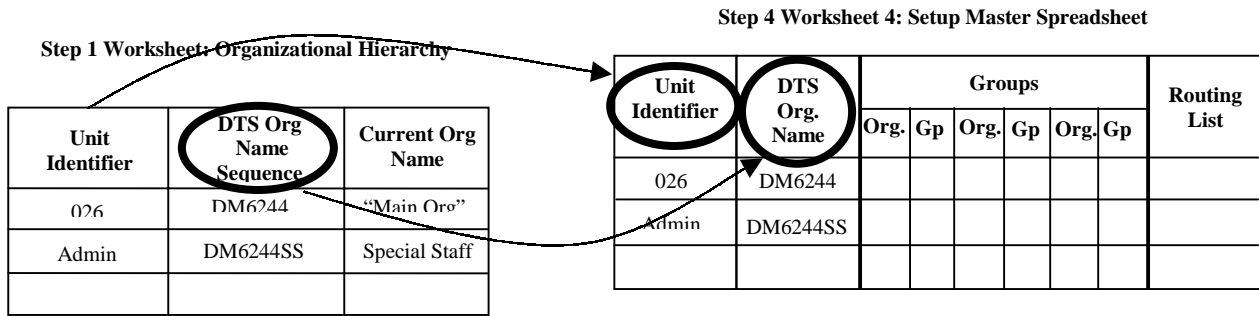 Step 4 Worksheet 4: Setup Master Spreadsheet
Step 1 Worksheet: Organizational Hierarchy
Unit Identifier
DTS Org Name Sequence
Current Org Name
026
DM6244
“Main Org”
Admin
DM6244SS
Special Staff
Unit Identifier
DTS Org. Name
Groups
Routing List
Org.
Gp
Org.
Gp
Org.
Gp
026
DM6244
Admin
DM6244SS